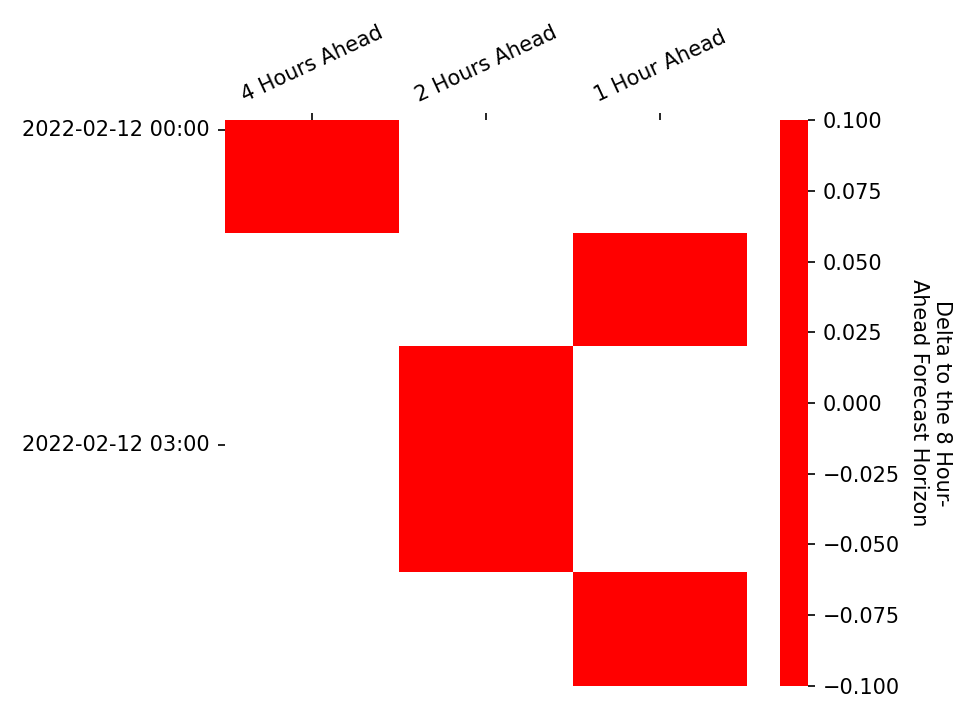 4 Hours Ahead
2 Hours Ahead
1 Hour Ahead
2022-02-12 00:00
2022-02-12 03:00
0.100
0.075
0.050
0.025
0.000
−0.025
−0.050
−0.075
−0.100
Delta to the 8 Hour-
Ahead Forecast Horizon